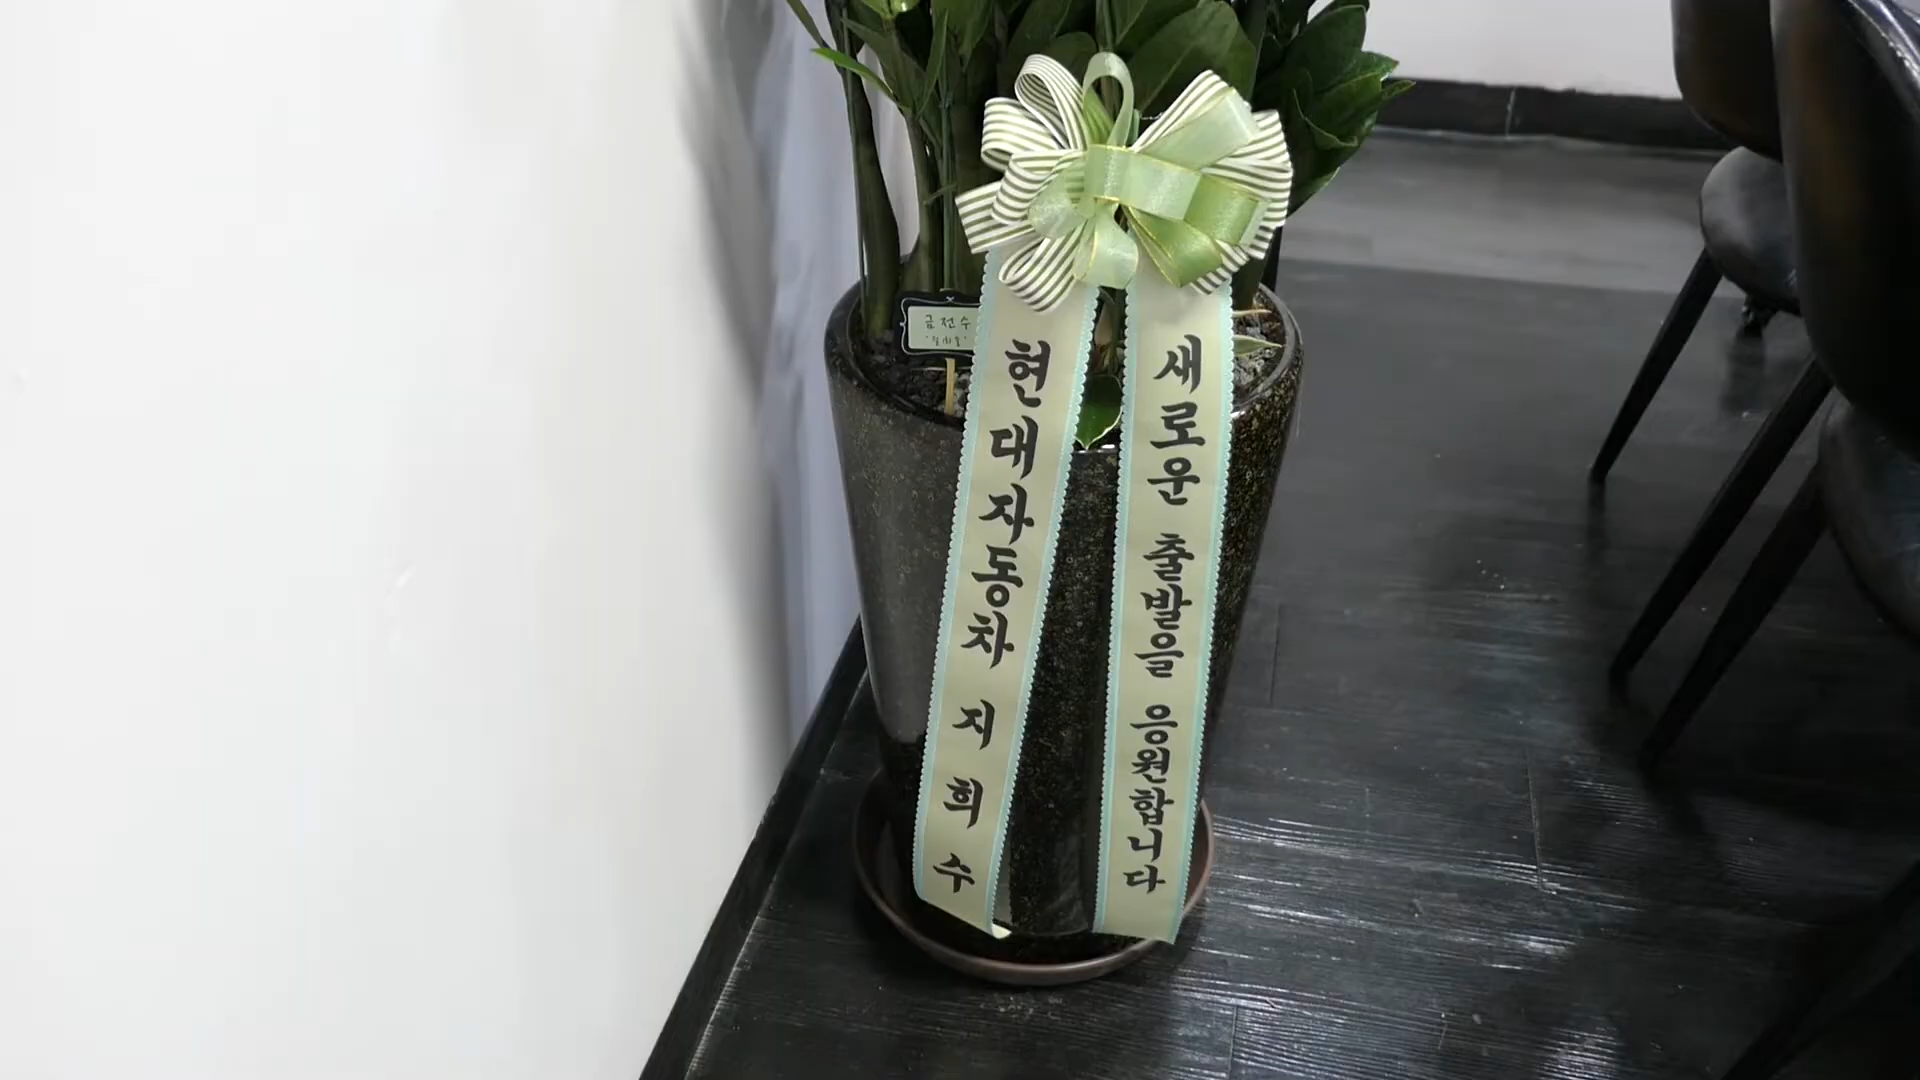 금전수
현대자동차 지희수
새로운 출발을 응원합니다